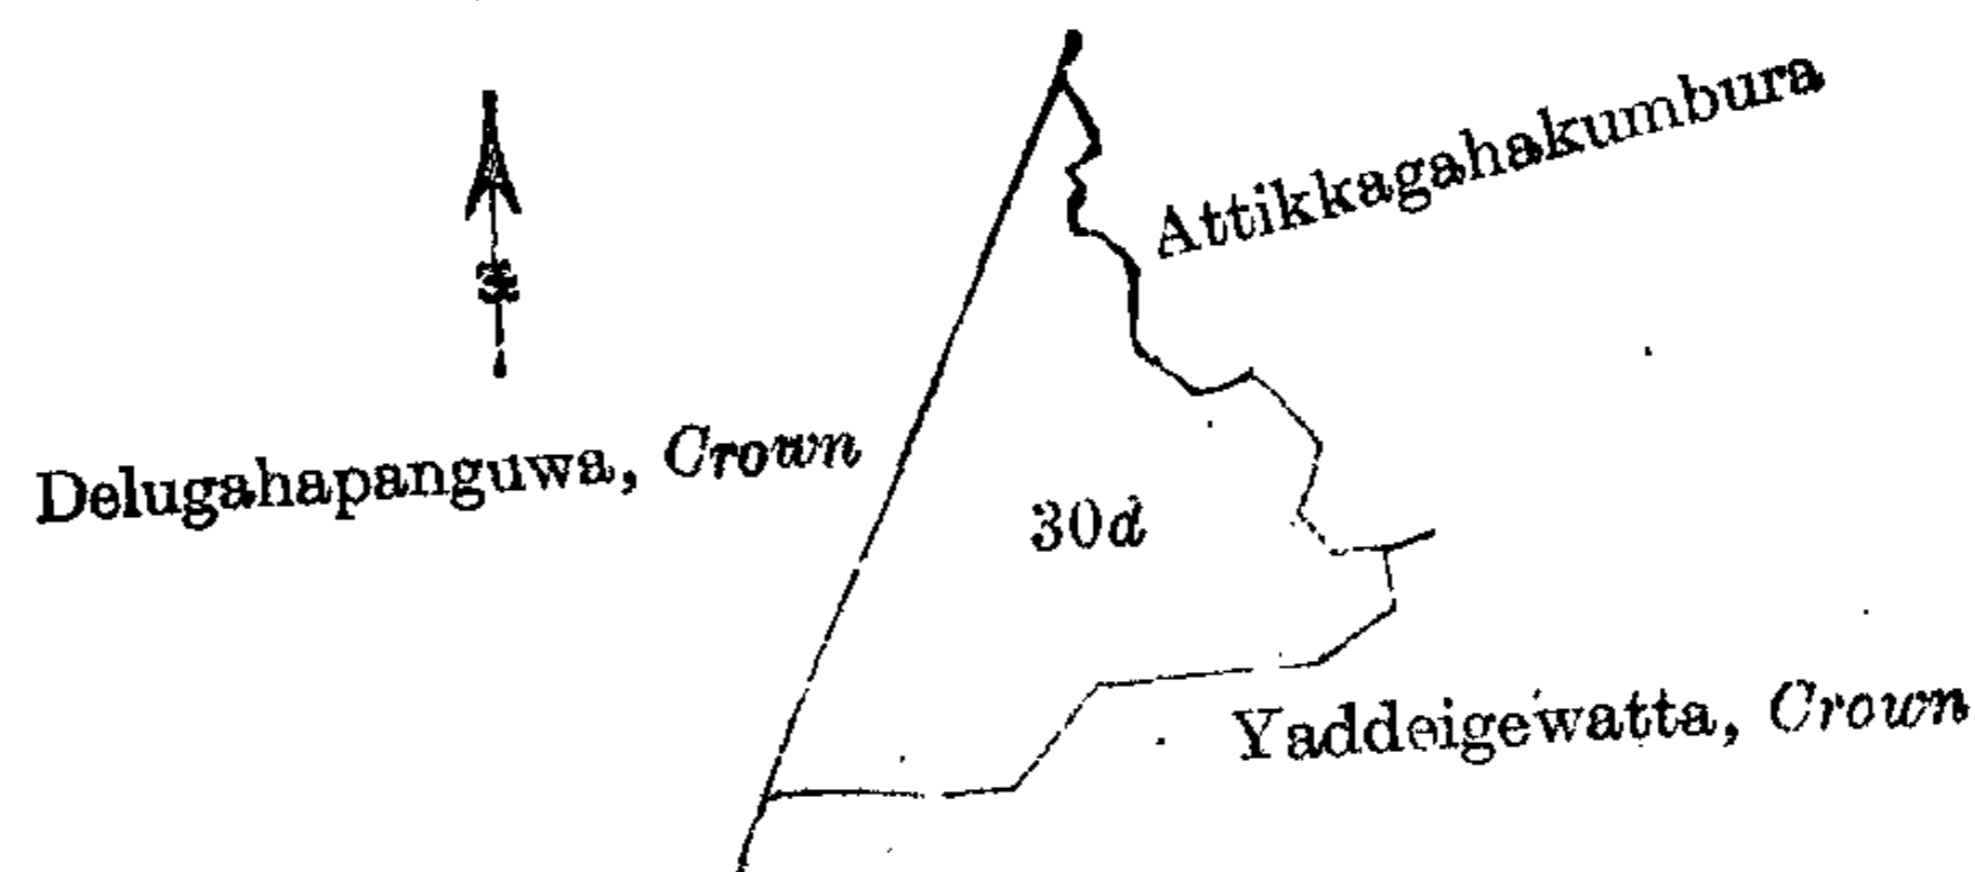 Attikkagahakumbura
Delugahapanguwa, Crown
30d
Yaddeigewatta, Crown